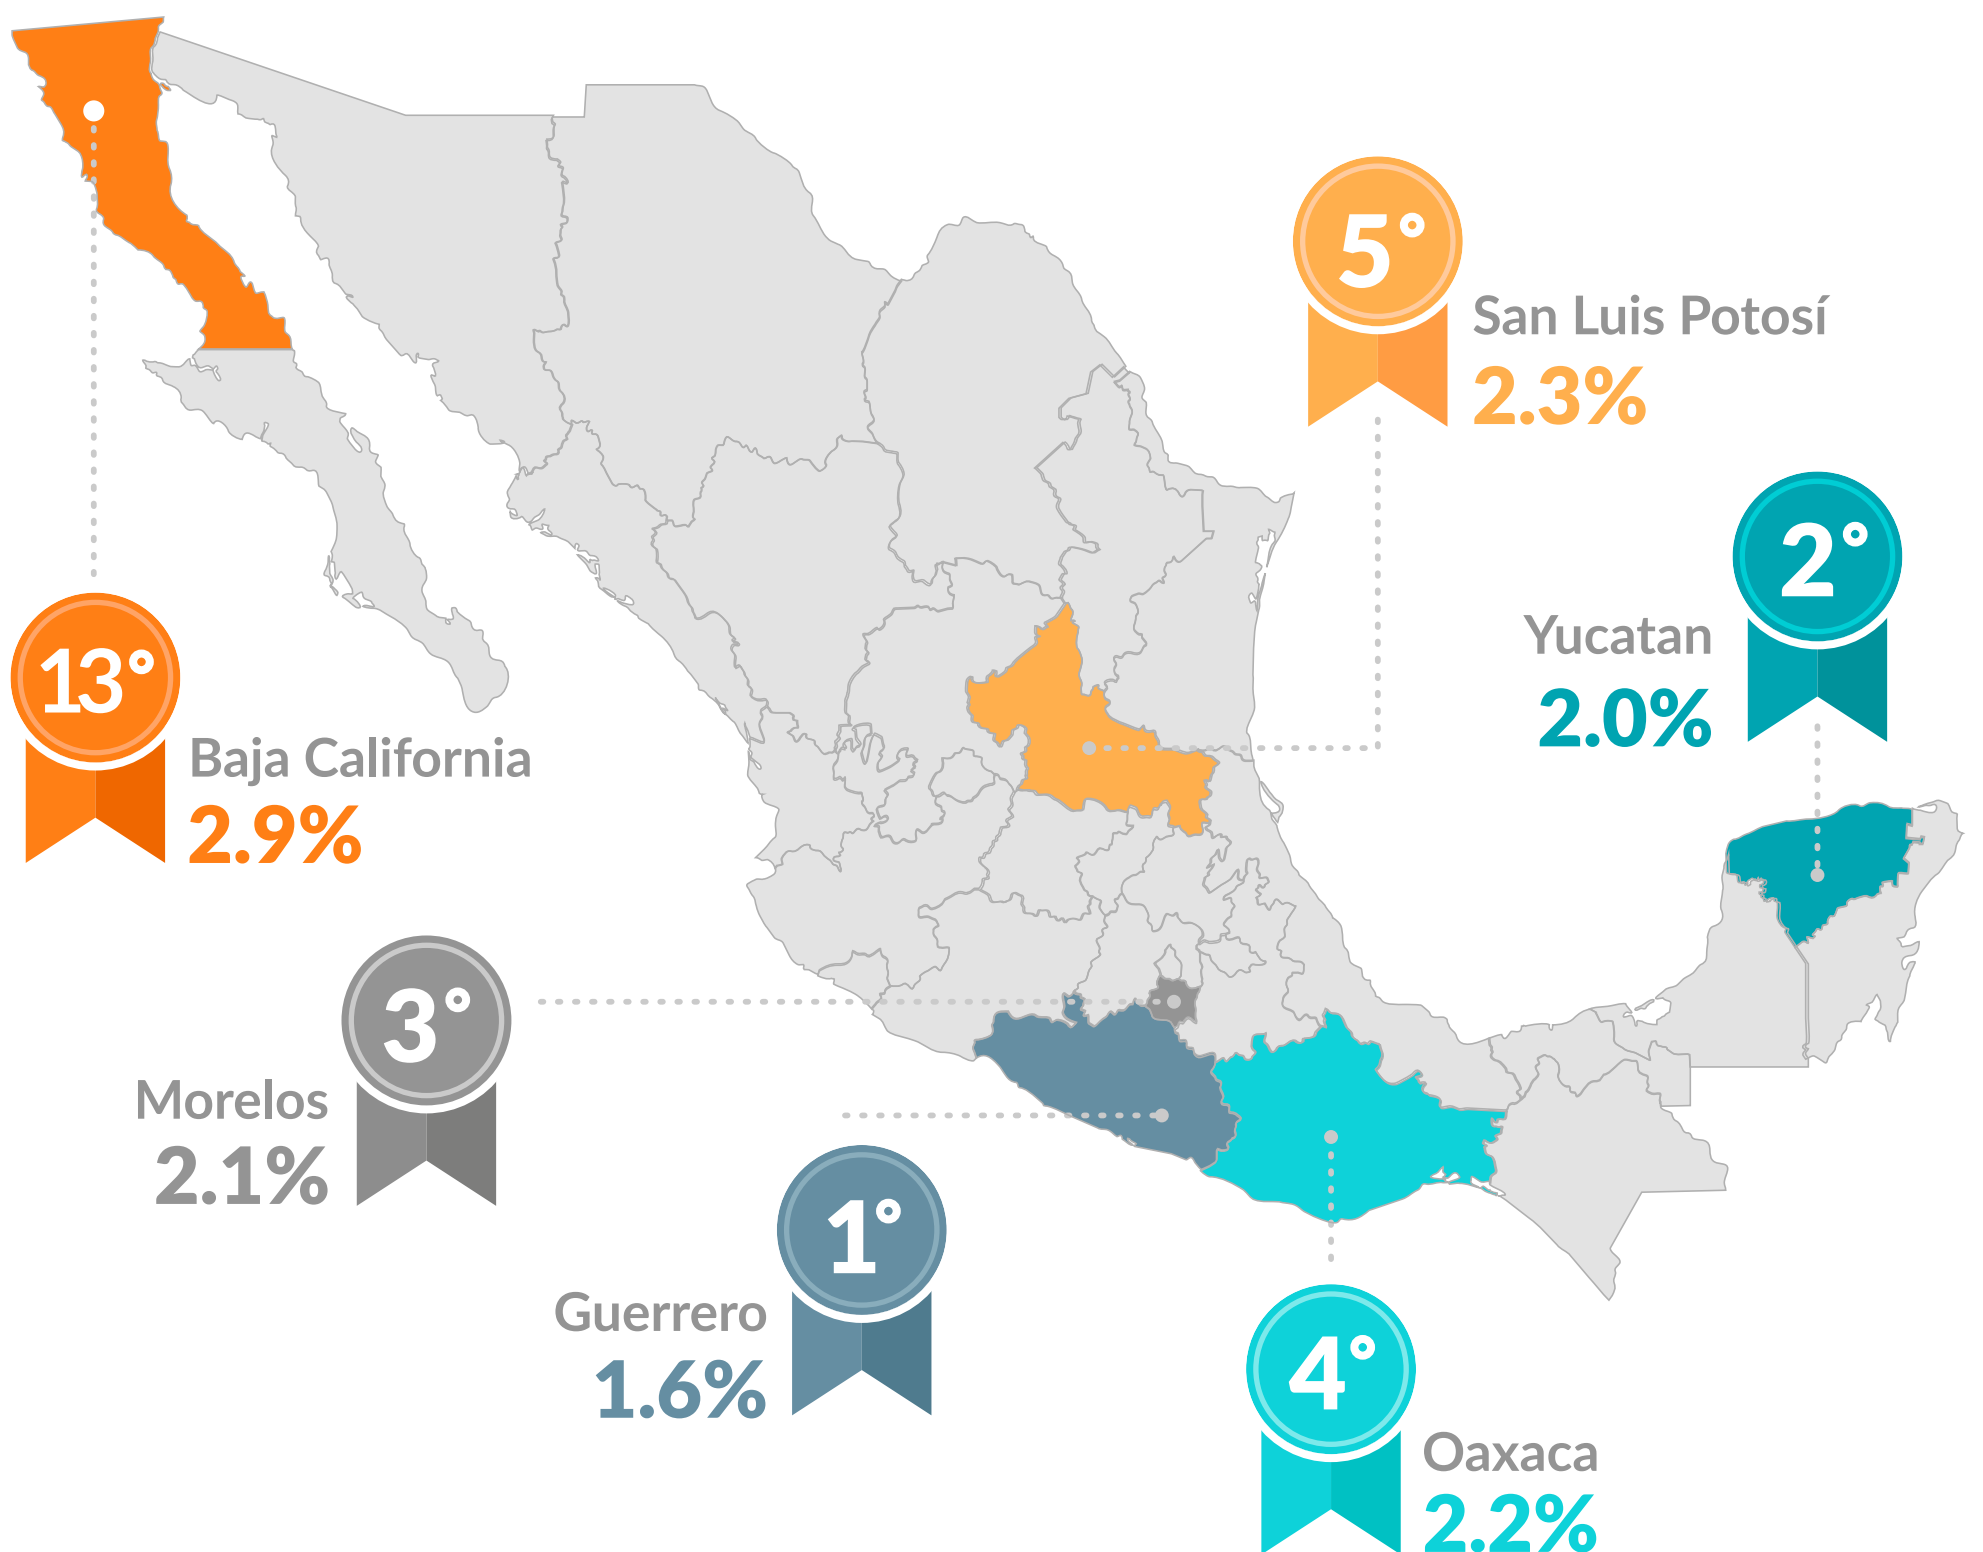 5°
San Luis Potosí
2.3%
2°
Yucatan
2.0%
13°
Baja California
2.9%
3°
Morelos
2.1%
1°
Guerrero
1.6%
4°
Oaxaca
2.2%